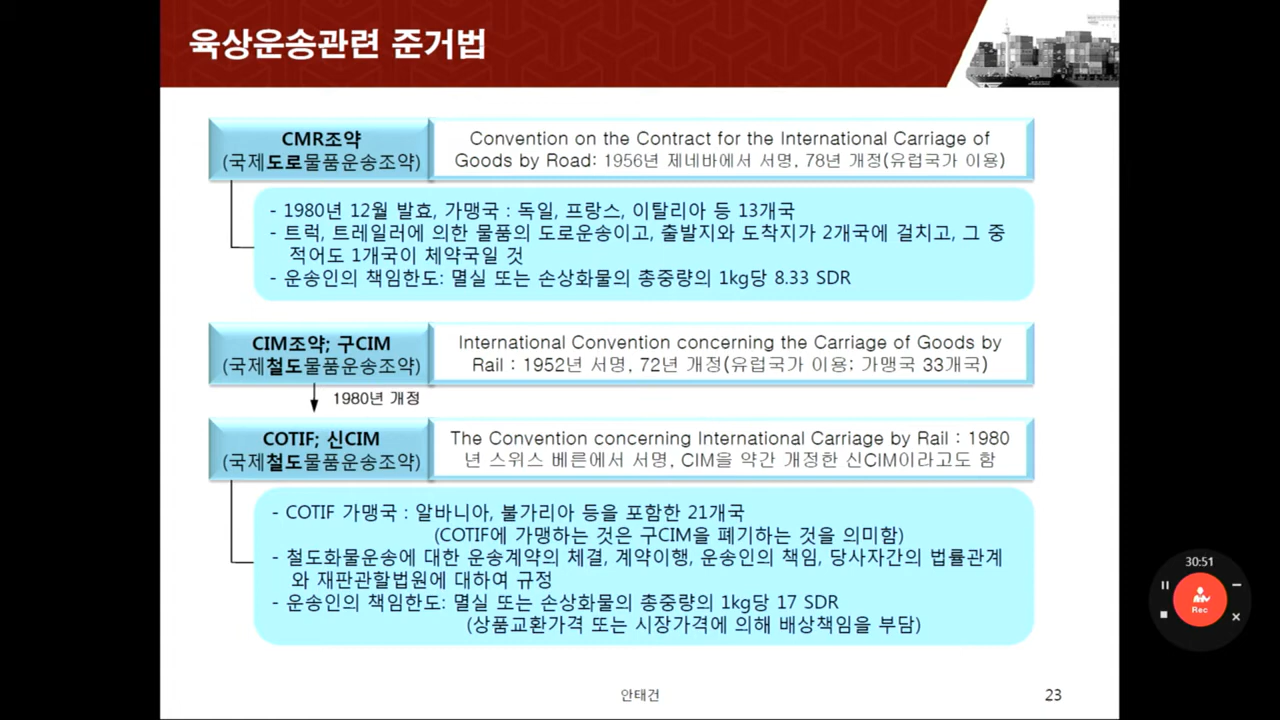 육상운송관련 준거법
CMR조약
(국제도로물품운송조약)
Convention on the Contract for the International Carriage of
Goods by Road: 1956년 제네바에서 서명, 78년 개정(유럽국가 이용)
- 1980년 12월 발효, 가맹국 : 독일, 프랑스, 이탈리아 등 13개국
- 트럭, 트레일러에 의한 물품의 도로운송이고, 출발지와 도착지가 2개국에 걸치고, 그 중
적어도 1개국이 체약국일 것
- 운송인의 책임한도: 멸실 또는 손상화물의 총중량의 1kg당 8.33 SDR
CIM조약; 구CIM
(국제철도물품운송조약)
International Convention concerning the Carriage of Goods by
Rail : 1952년 서명, 72년 개정(유럽국가 이용; 가맹국 33개국)
1980년 개정
COTIF; 신CIM
(국제철도물품운송조약)
The Convention concerning International Carriage by Rail : 1980
년 스위스 베른에서 서명, CIM을 약간 개정한 신CIM이라고도 함
- COTIF 가맹국 : 알바니아, 불가리아 등을 포함한 21개국
(COTIF에 가맹하는 것은 구CIM을 폐기하는 것을 의미함)
- 철도화물운송에 대한 운송계약의 체결, 계약이행, 운송인의 책임, 당사자간의 법률관계
와 재판관할법원에 대하여 규정
- 운송인의 책임한도: 멸실 또는 손상화물의 총중량의 1kg당 17 SDR
(상품교환가격 또는 시장가격에 의해 배상책임을 부담)
안태건
23
30:51
Rec